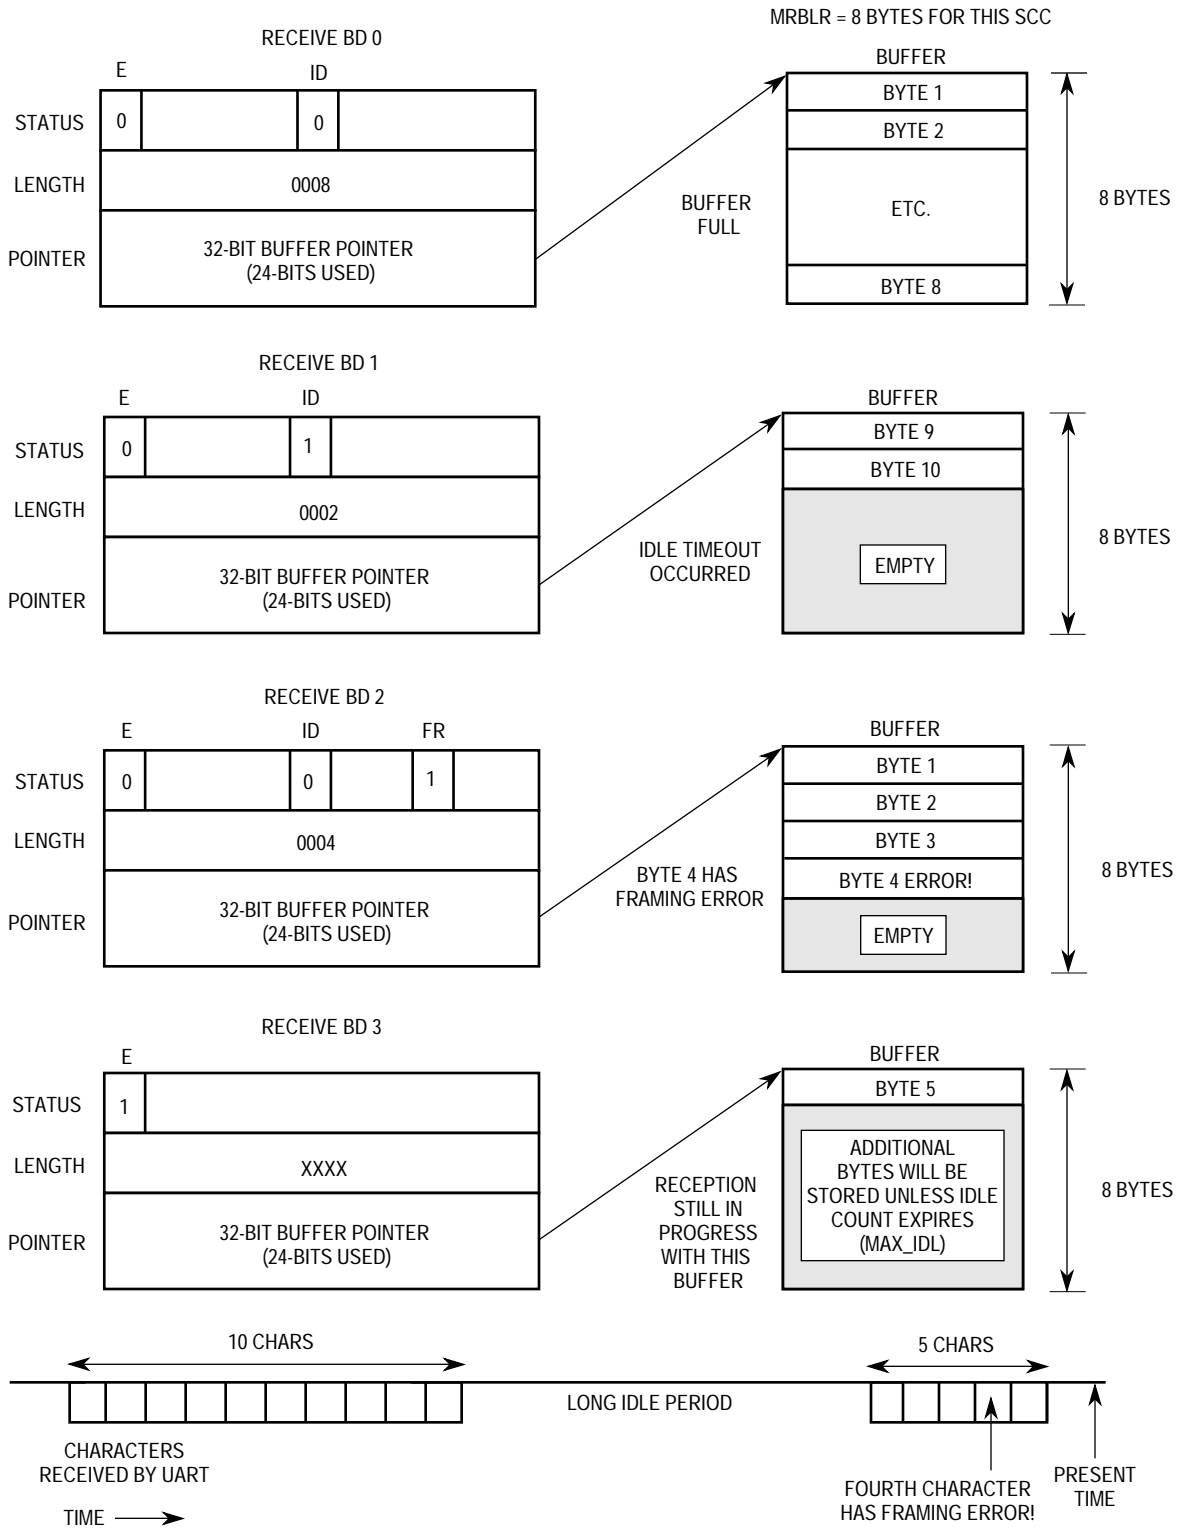 MRBLR = 8 BYTES FOR THIS SCC
RECEIVE BD 0
BUFFER
E
ID
STATUS
0
0
LENGTH
0008
POINTER
32-BIT BUFFER POINTER
(24-BITS USED)
BUFFER
FULL
BYTE 1
BYTE 2
ETC.
BYTE 8
8 BYTES
RECEIVE BD 1
E
ID
STATUS
0
1
LENGTH
0002
POINTER
32-BIT BUFFER POINTER
(24-BITS USED)
IDLE TIMEOUT
OCCURRED
BUFFER
BYTE 9
BYTE 10
EMPTY
8 BYTES
RECEIVE BD 2
E
ID
FR
STATUS
0
0
1
LENGTH
0004
POINTER
32-BIT BUFFER POINTER
(24-BITS USED)
BYTE 4 HAS
FRAMING ERROR
BUFFER
BYTE 1
BYTE 2
BYTE 3
BYTE 4 ERROR!
EMPTY
8 BYTES
RECEIVE BD 3
E
STATUS
1
LENGTH
XXXX
POINTER
32-BIT BUFFER POINTER
(24-BITS USED)
RECEPTION
STILL IN
PROGRESS
WITH THIS
BUFFER
BUFFER
BYTE 5
ADDITIONAL
BYTES WILL BE
STORED UNLESS IDLE
COUNT EXPIRES
(MAX_IDL)
8 BYTES
10 CHARS
5 CHARS
LONG IDLE PERIOD
CHARACTERS
RECEIVED BY UART
TIME
FOURTH CHARACTER
HAS FRAMING ERROR!
PRESENT
TIME